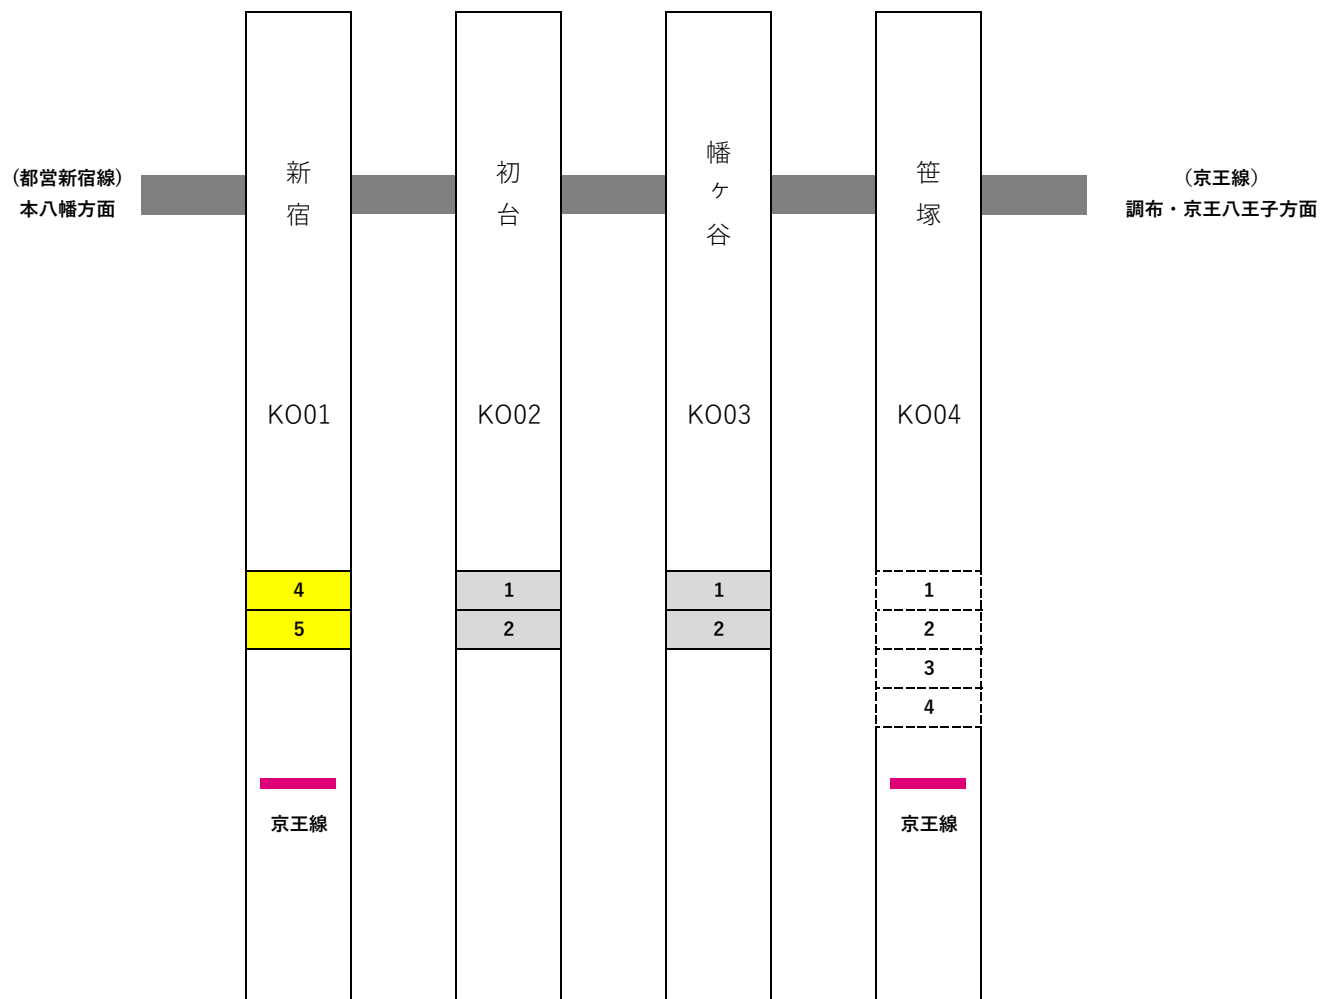 (都営新宿線)
本八幡方面
新宿
初台
幡ヶ谷
笹塚
（京王線）
調布・京王八王子方面
KO01
KO02
KO03
KO04
4
1
1
1
5
2
2
2
3
4
京王線
京王線